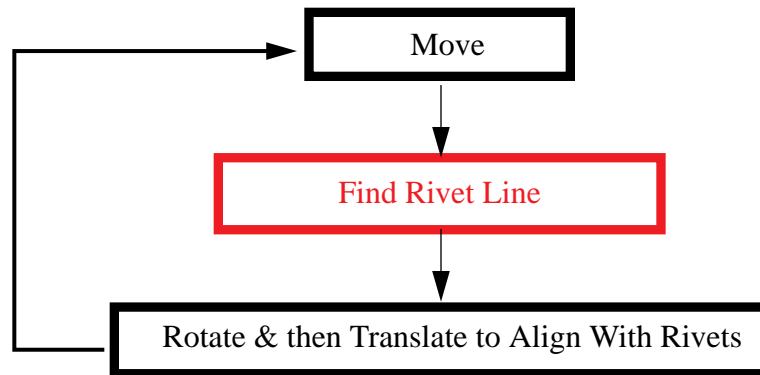 Move
Find Rivet Line
Rotate & then Translate to Align With Rivets